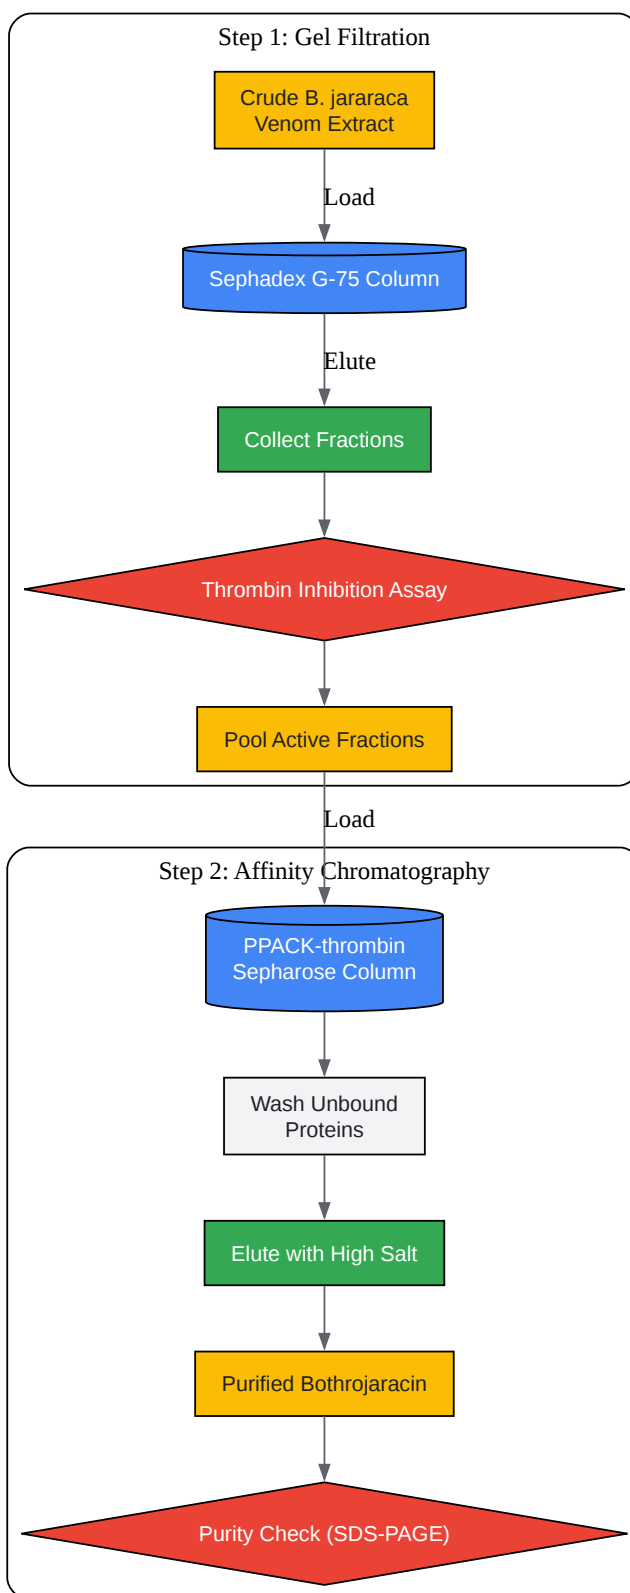 Step 1: Gel Filtration
Crude B. jararaca
Venom Extract
Load
Sephadex G-75 Column
Elute
Collect Fractions
Thrombin Inhibition Assay
Pool Active Fractions
Load
Step 2: Affinity Chromatography
PPACK-thrombin
Sepharose Column
Wash Unbound
Proteins
Elute with High Salt
Purified Bothrojaracin
Purity Check (SDS-PAGE)